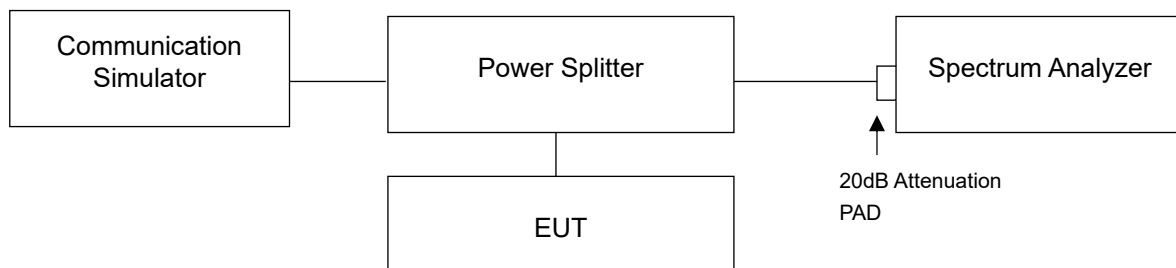 Communication
Simulator
Power Splitter
Spectrum Analyzer
20dB Attenuation
PAD
EUT